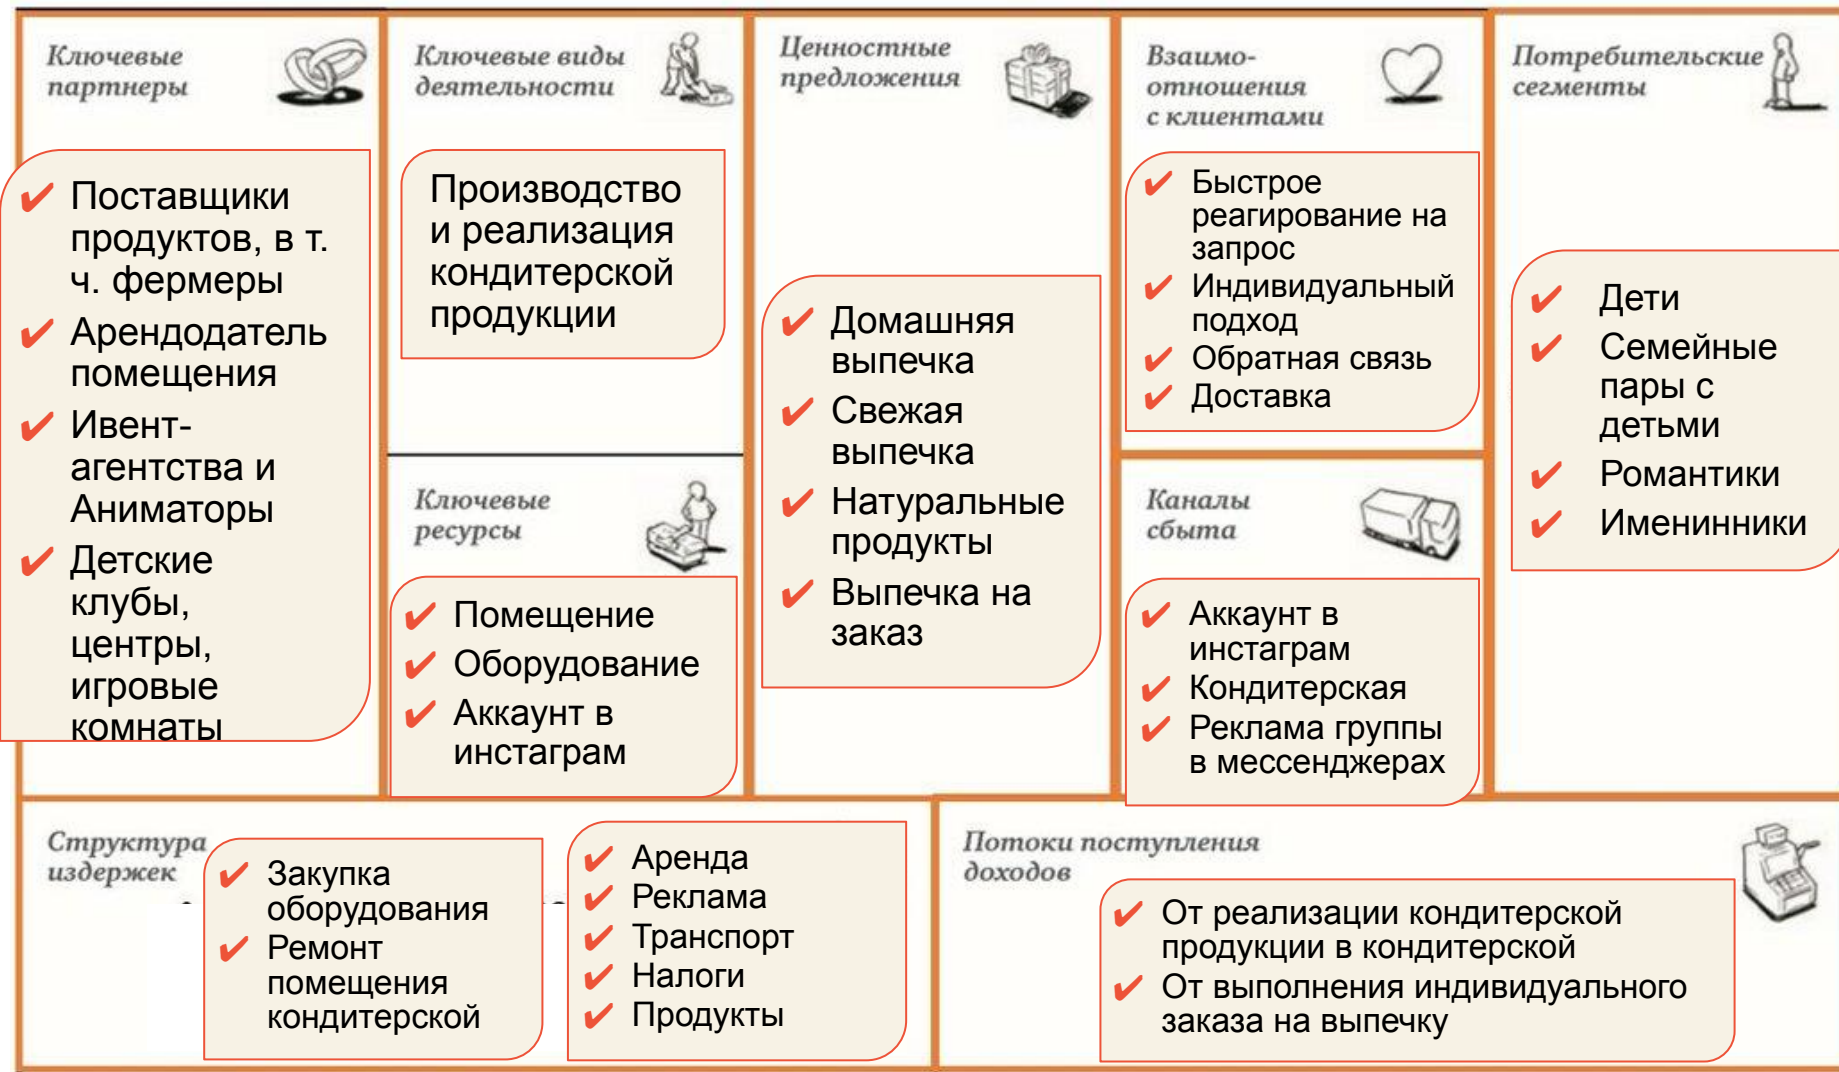 Ключевые
партнеры
Поставщики
продуктов, в т.
ч. фермеры
Арендодатель
помещения
Ивент-
агентства и
Аниматоры
Детские
клубы,
центры,
игровые
комнаты
Ключевые виды
деятельности
Производство
и реализация
кондитерской
продукции
Ключевые
ресурсы
Помещение
Оборудование
Аккаунт в
инстаграм
Ценностные
предложения
Домашняя
выпечка
Свежая
выпечка
Натуральные
продукты
Выпечка на
заказ
Взаимо-
отношения
с клиентами
Быстрое
реагирование на
запрос
Индивидуальный
подход
Обратная связь
Доставка
Каналы
сбыта
Аккаунт в
инстаграм
Кондитерская
Реклама группы
в мессенджерах
Потребительские
сегменты
Дети
Семейные
пары с
детьми
Романтики
Именинники
Структура
издержек
Закупка
оборудования
Ремонт
помещения
кондитерской
Аренда
Реклама
Транспорт
Налоги
Продукты
Потоки поступления
доходов
От реализации кондитерской
продукции в кондитерской
От выполнения индивидуального
заказа на выпечку